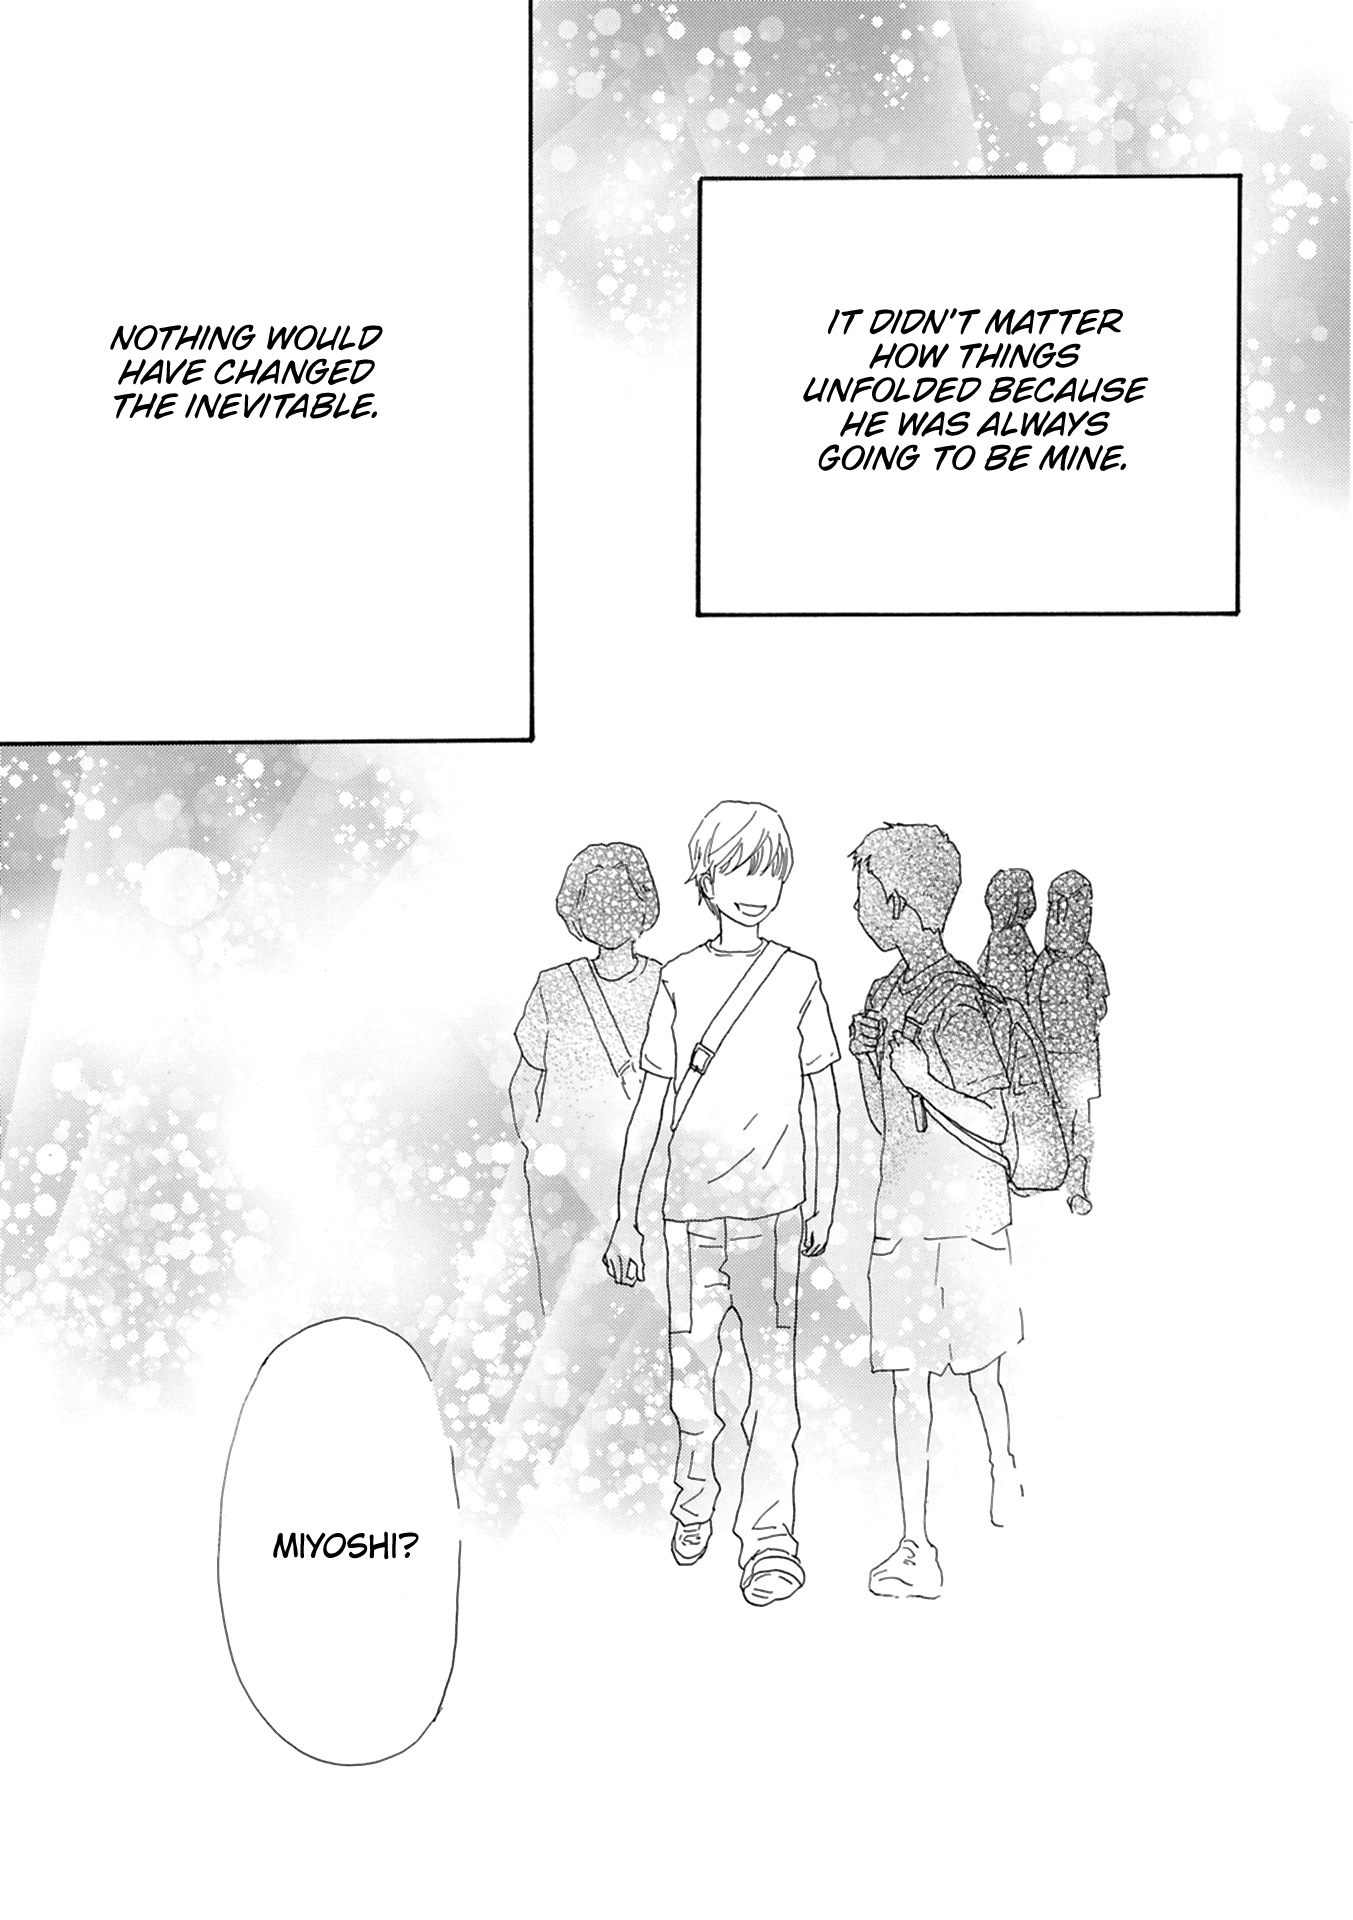 IT DIDN'T MATTER
HOW THINGS
UNFOLDED BECAUSE
HE WAS ALWAYS
GOING TO BE MINE.
NOTHING WOULD
HAVE CHANGED
THE INEVITABLE.
MIYOSHI?